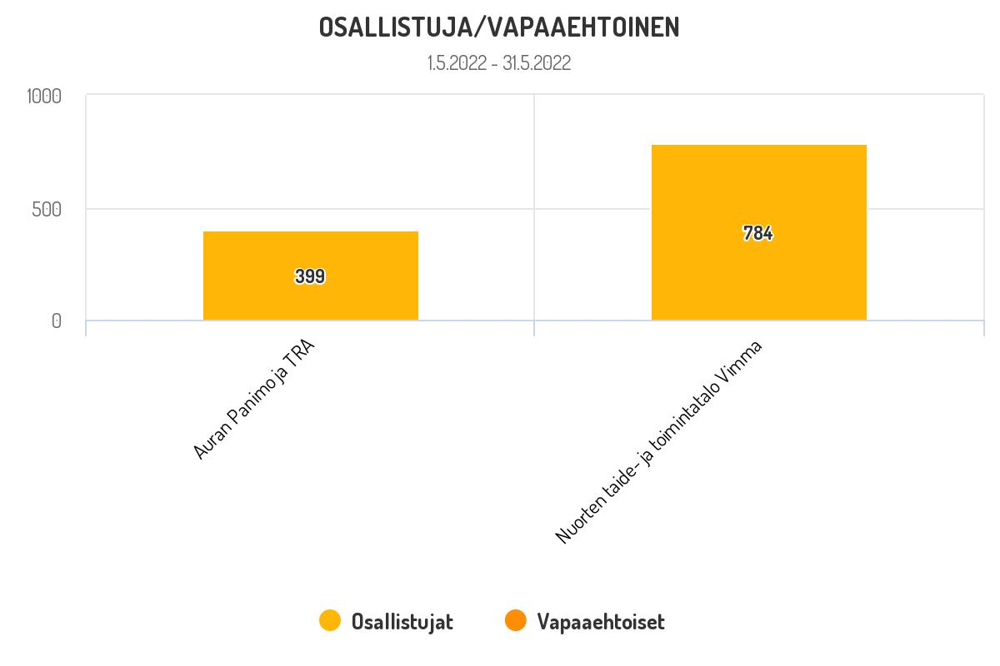 OSALLISTUJA/VAPAAEHTOINEN
1.5.2022 - 31.5.2022
1000
500
0
399
784
Auran Panimo ja TRA
Nuorten taide- ja toimintatalo Vimma
Osallistujat
Vapaaehtoiset